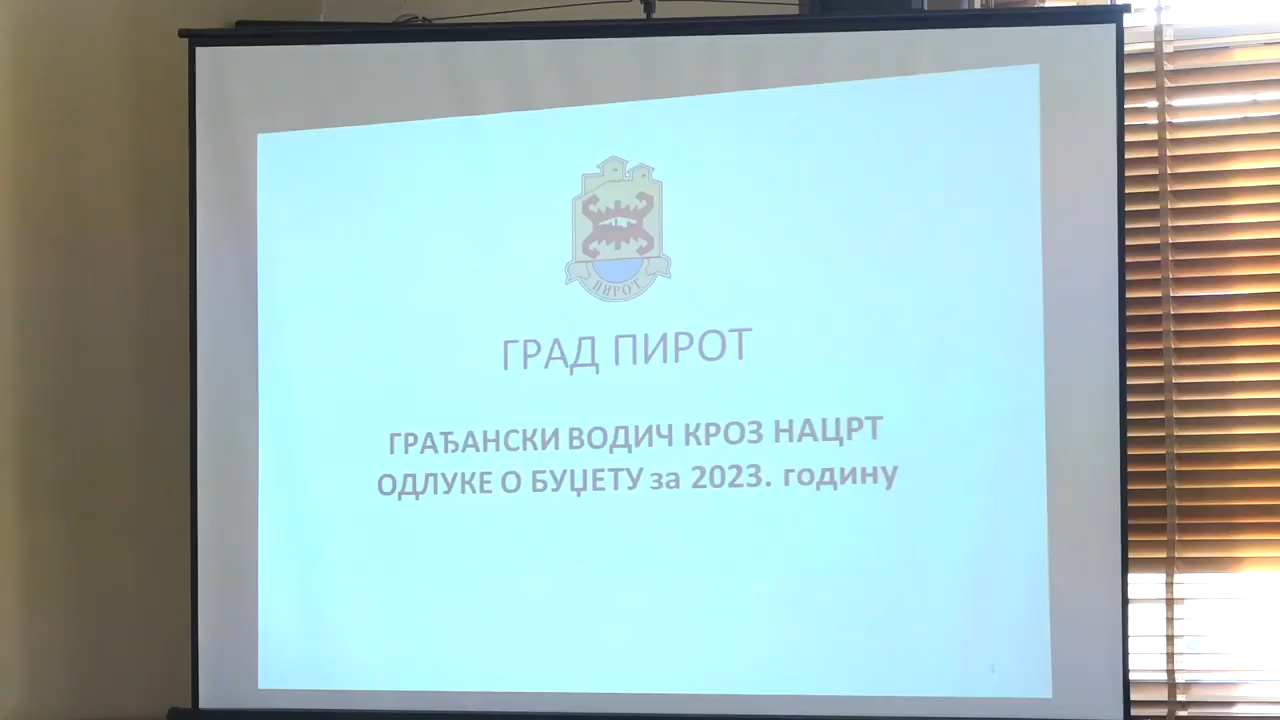 ПИРОТ
ГРАД ПИРОТ
ГРАЂАНСКИ ВОДИЧ КРОЗ НАЦРТ
ОДЛУКЕ О БУЏЕТУ за 2023. годину